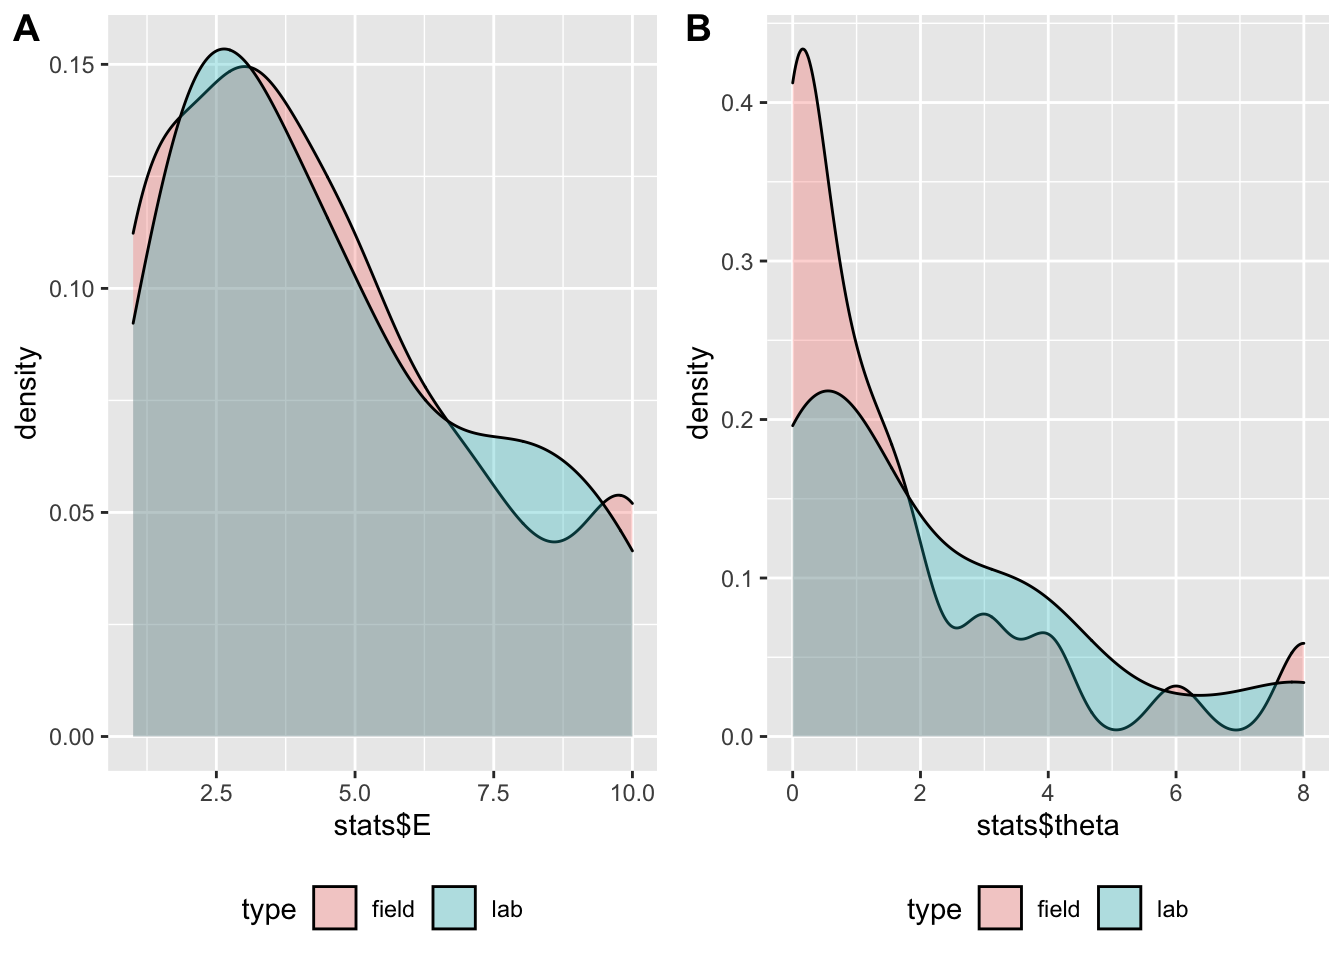 A
density
0.15
0.10
0.05
0.00
2.5 5.0 7.5 10.0
stats$E
type field lab
B
density
0.4
0.3
0.2
0.1
0.0
0 2 4 6 8
stats$theta
type field lab